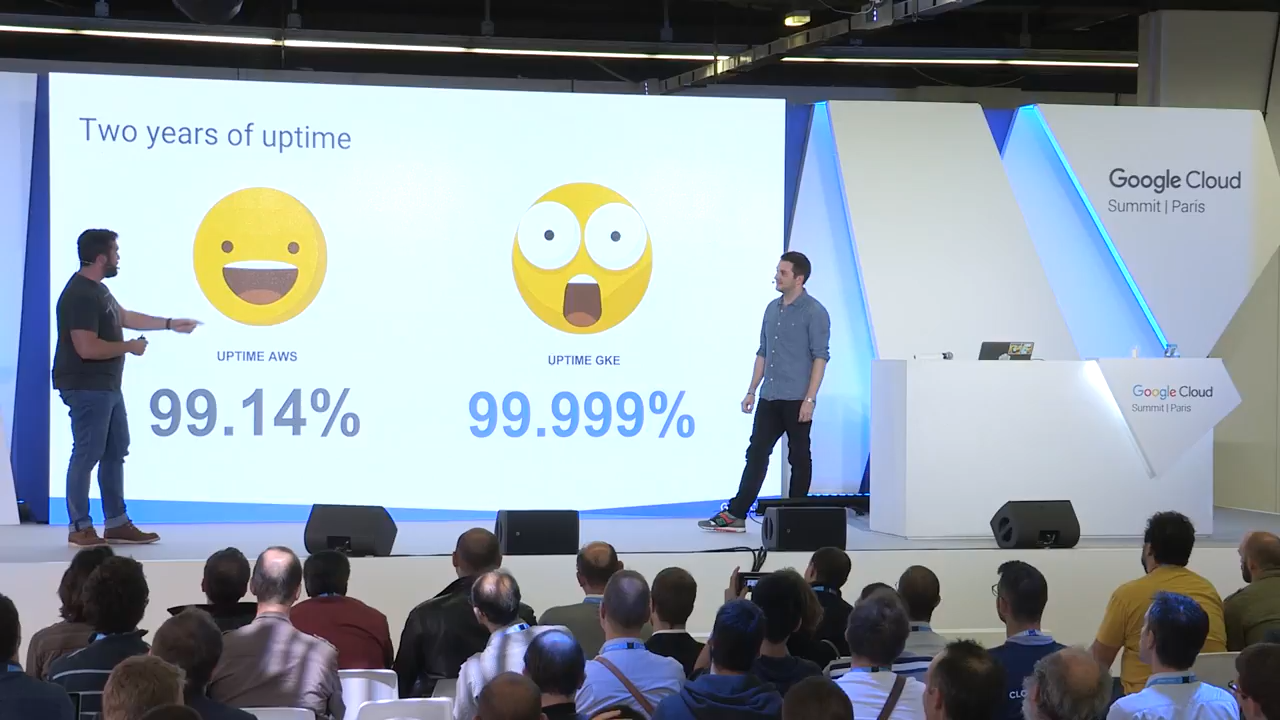 Two years of uptime
UPTIME AWS
UPTIME GKE
99.14%
99.999%
Google Cloud
Summit | Paris
Google Cloud
Summit | Paris
CLO